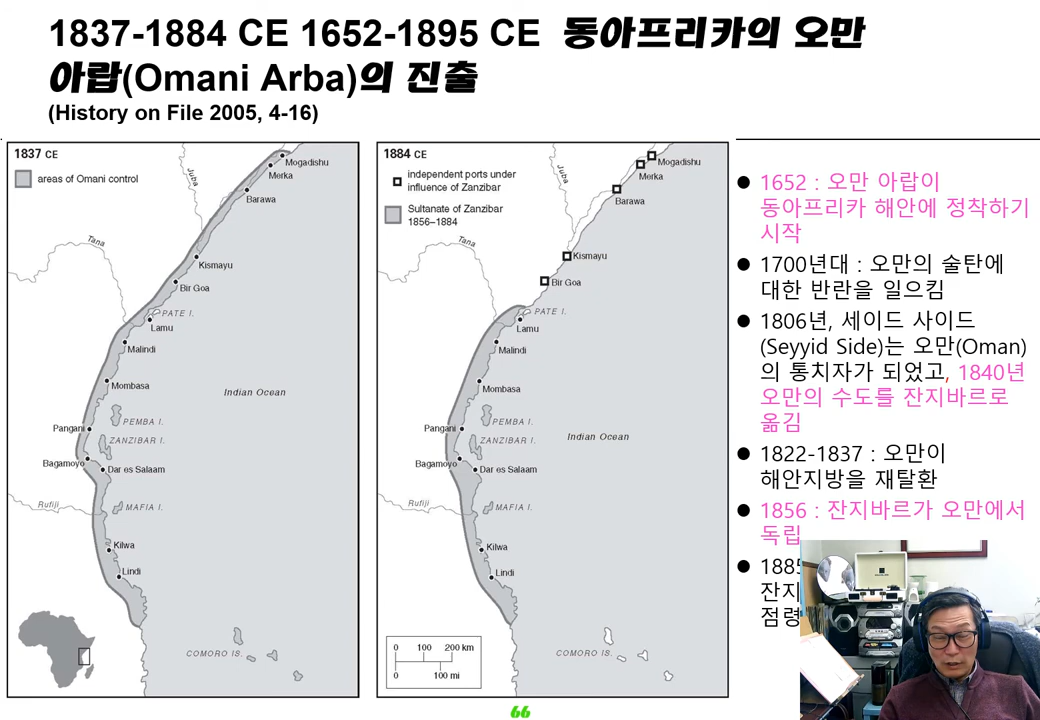 1837-1884 CE 1652-1895 CE 동아프리카의 오만
아랍(Omani Arba)의 진출
(History on File 2005, 4-16)
1837 CE
areas of Omani control
Juba
Mogadishu
Merka
Barawa
Tana
Kismayu
Bir Goa
PATE I.
Lamu
Malindi
Mombasa
Indian Ocean
PEMBA I.
Pangani
ZANZIBAR I.
Bagamoyo
Dar es Salaam
Rufiji
MAFIA I.
Kilwa
Lindi
COMORO IS.
1884 CE
independent ports under
influence of Zanzibar
Sultanate of Zanzibar
1856–1884
Juba
Mogadishu
Merka
Barawa
Tana
Kismayu
Bir Goa
PATE I.
Lamu
Malindi
Mombasa
PEMBA I.
Indian Ocean
Pangani
ZANZIBAR I.
Bagamoyo
Dar es Salaam
Rufiji
MAFIA I.
Kilwa
Lindi
0 100 200 km
0 100 mi
COMORO IS.
● 1652 : 오만 아랍이
동아프리카 해안에 정착하기
시작
● 1700년대 : 오만의 술탄에
대한 반란을 일으킴
● 1806년, 세이드 사이드
(Seyyid Side)는 오만(Oman)
의 통치자가 되었고, 1840년
오만의 수도를 잔지바르로
옮김
● 1822-1837 : 오만이
해안지방을 재탈환
● 1856 : 잔지바르가 오만에서
독립
● 188
잔지
점령
66